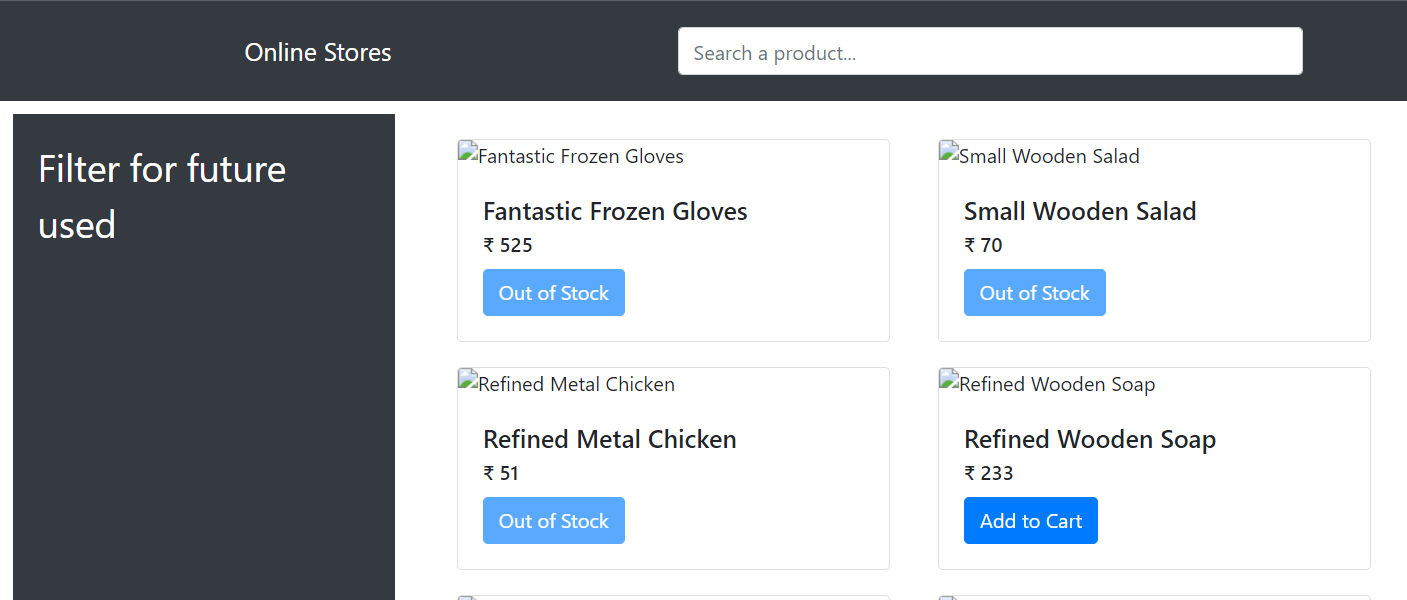 Online Stores
Search a product...
Filter for future
used
Fantastic Frozen Gloves
Fantastic Frozen Gloves
₹ 525
Out of Stock
Small Wooden Salad
Small Wooden Salad
₹ 70
Out of Stock
Refined Metal Chicken
Refined Metal Chicken
₹ 51
Out of Stock
Refined Wooden Soap
Refined Wooden Soap
₹ 233
Add to Cart